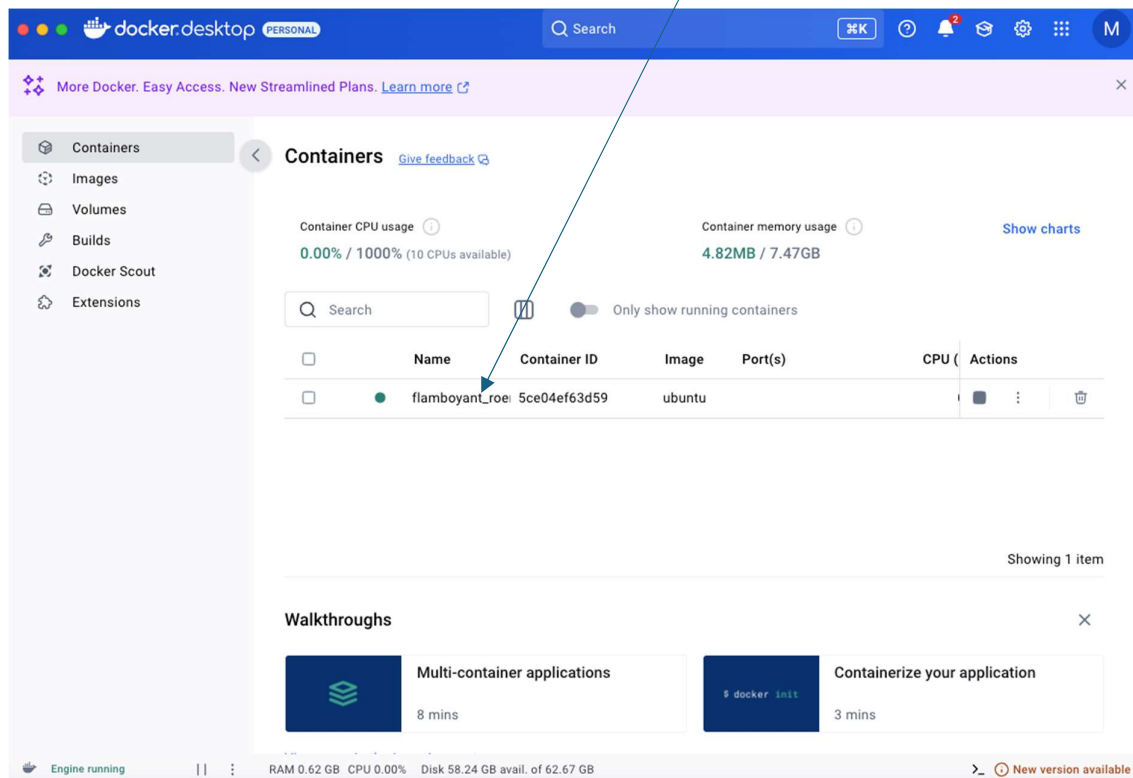 docker.desktop PERSONAL Search ⌘K 2 M
More Docker. Easy Access. New Streamlined Plans. Learn more
Containers
Images
Volumes
Builds
Docker Scout
Extensions
Containers Give feedback
Container CPU usage
0.00% / 1000% (10 CPUs available)
Container memory usage
4.82MB / 7.47GB
Show charts
Search
Only show running containers
Name Container ID Image Port(s) CPU ( Actions
flamboyant_roe 5ce04ef63d59 ubuntu
Showing 1 item
Walkthroughs
Multi-container applications
8 mins
$ docker init
Containerize your application
3 mins
Engine running RAM 0.62 GB CPU 0.00% Disk 58.24 GB avail. of 62.67 GB >_ New version available